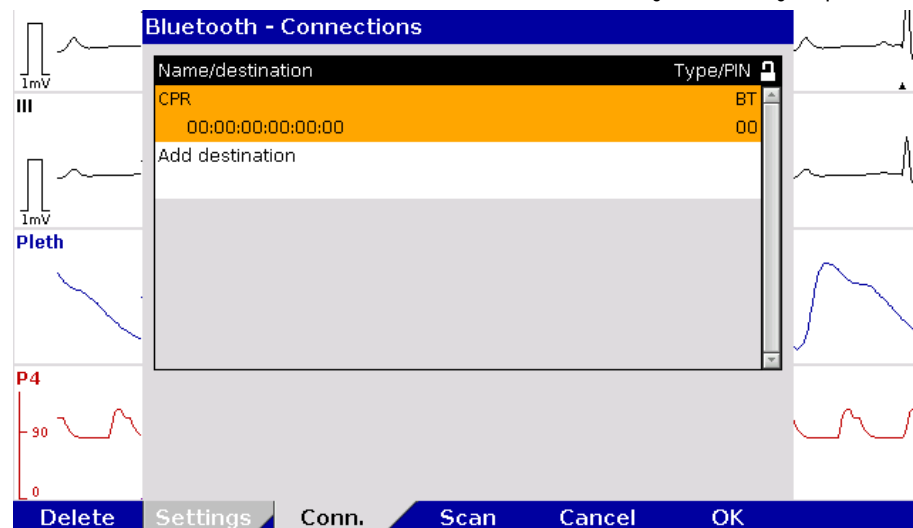 Bluetooth - Connections
Name/destination Type/PIN
1mV
III
CPR BT
00:00:00:00:00:00 00
Add destination
1mV
Pleth
P4
90
0
Delete Settings Conn. Scan Cancel OK